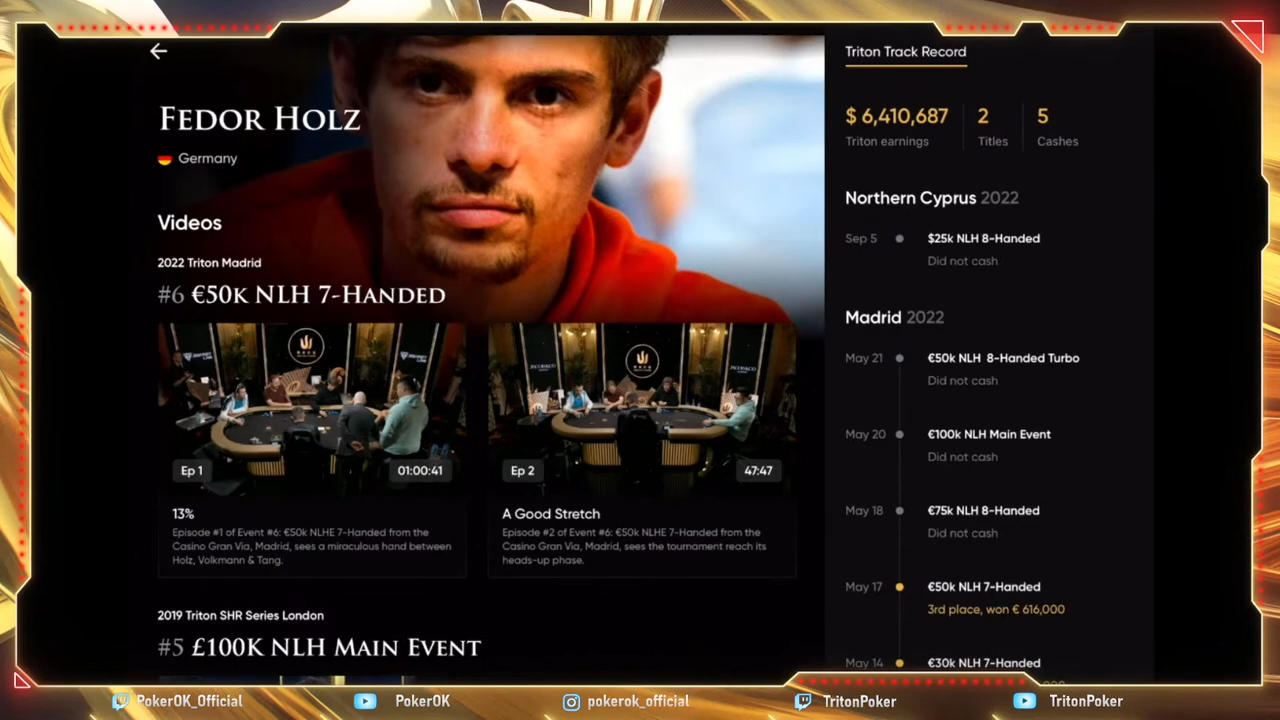 Fedor Holz
Germany
Videos
2022 Triton Madrid
#6 €50k NLH 7-Handed
Ep 1
01:00:41
Ep 2
47:47
13%
Episode #1 of Event #6: €50k NLHE 7-Handed from the
Casino Gran Via, Madrid, sees a miraculous hand between
Holz, Volkmann & Tang.
A Good Stretch
Episode #2 of Event #6: €50k NLHE 7-Handed from the
Casino Gran Via, Madrid, sees the tournament reach its
heads-up phase.
2019 Triton SHR Series London
#5 £100K NLH Main Event
Triton Track Record
$ 6,410,687
Triton earnings
2
Titles
5
Cashes
Northern Cyprus 2022
Sep 5
$25k NLH 8-Handed
Did not cash
Madrid 2022
May 21
€50k NLH 8-Handed Turbo
Did not cash
May 20
€100k NLH Main Event
Did not cash
May 18
€75k NLH 8-Handed
Did not cash
May 17
€50k NLH 7-Handed
3rd place, won € 616,000
May 14
€30k NLH 7-Handed
PokerOK_Official
PokerOK
pokerok_official
TritonPoker
TritonPoker